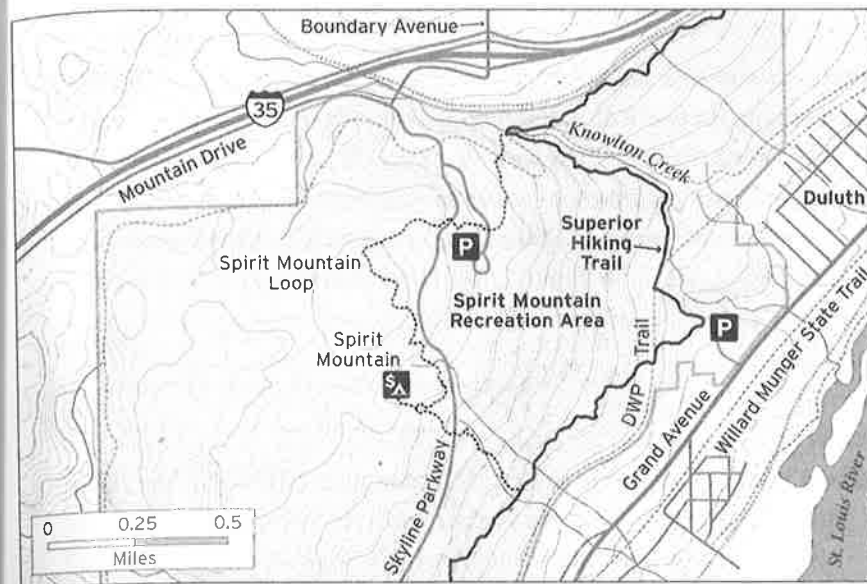 Boundary Avenue
35
Mountain Drive
Knowlton Creek
Duluth
Superior
Hiking
Trail
P
Spirit Mountain
Loop
Spirit Mountain
Recreation Area
P
Spirit
Mountain
$
DWP Trail
Grand Avenue
Willard Munger State Trail
St. Louis River
Skyline Parkway
0 0.25 0.5
Miles